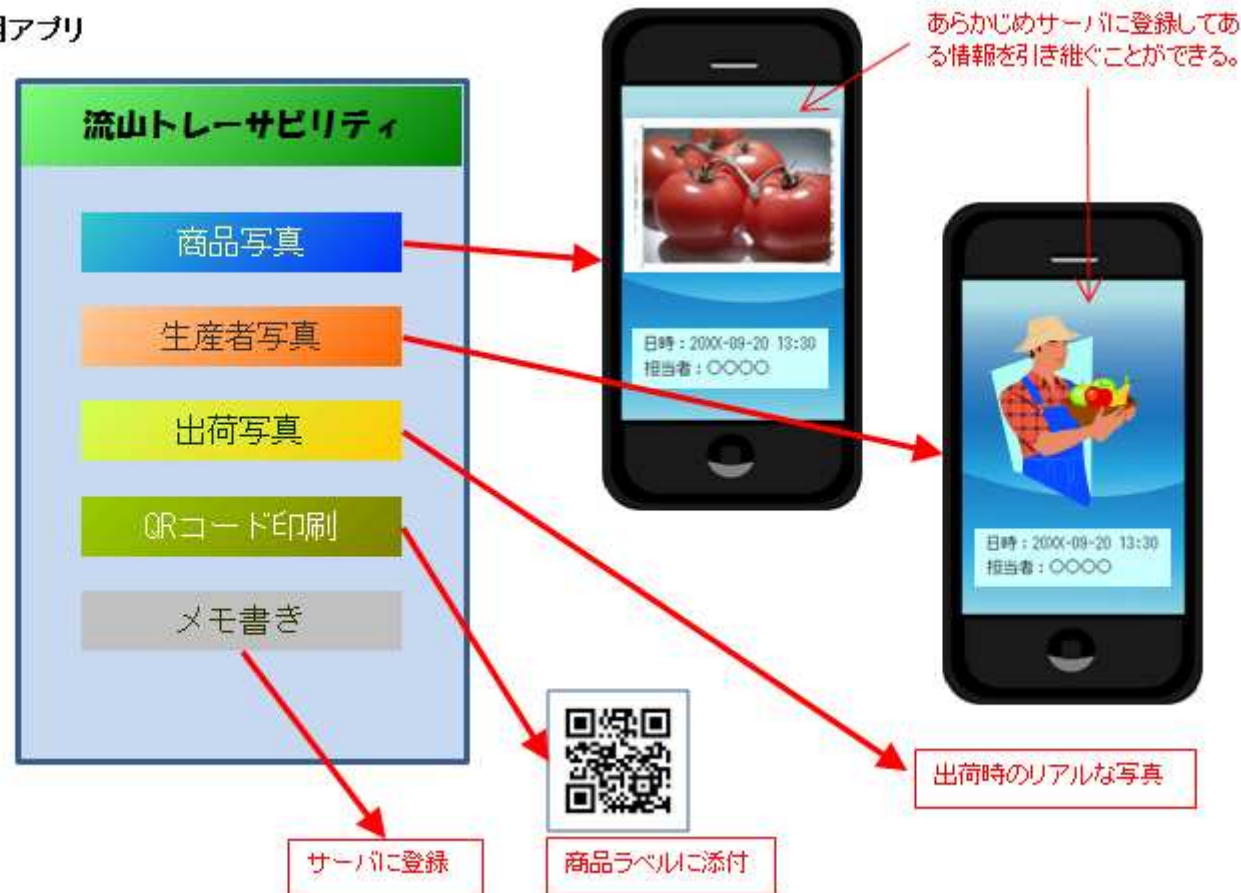 用アプリ
流山トレーサビリティ
商品写真
生産者写真
出荷写真
QRコード印刷
メモ書き
あらかじめサーバに登録してあ
る情報を引き継ぐことができる。
日時：20XX-09-20 13:30
担当者：〇〇〇〇
日時：20XX-09-20 13:30
担当者：〇〇〇〇
出荷時のリアルな写真
サーバに登録
商品ラベルに添付